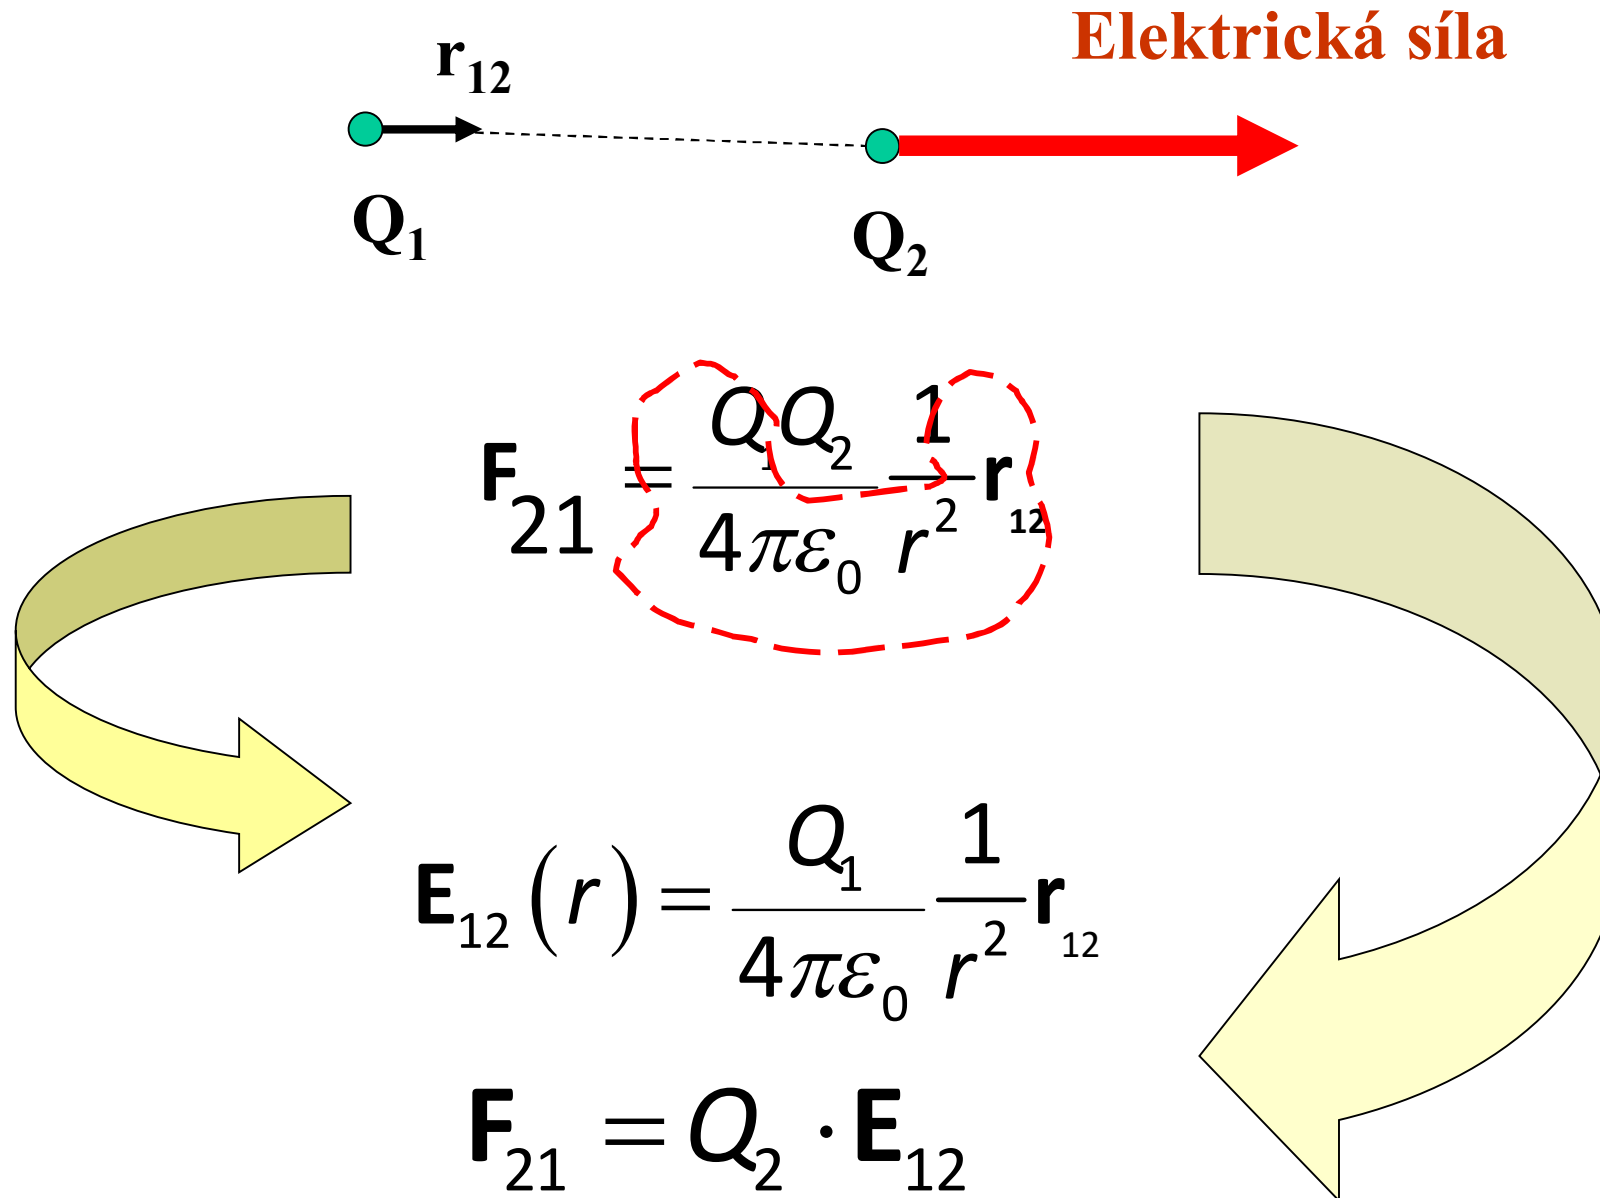 Elektrická síla
r₁₂
Q₁ Q₂
F₂₁ = Q₁Q₂ / 4πε₀ 1 / r² r₁₂
E₁₂ (r) = Q₁ / 4πε₀ 1 / r² r₁₂
F₂₁ = Q₂ · E₁₂